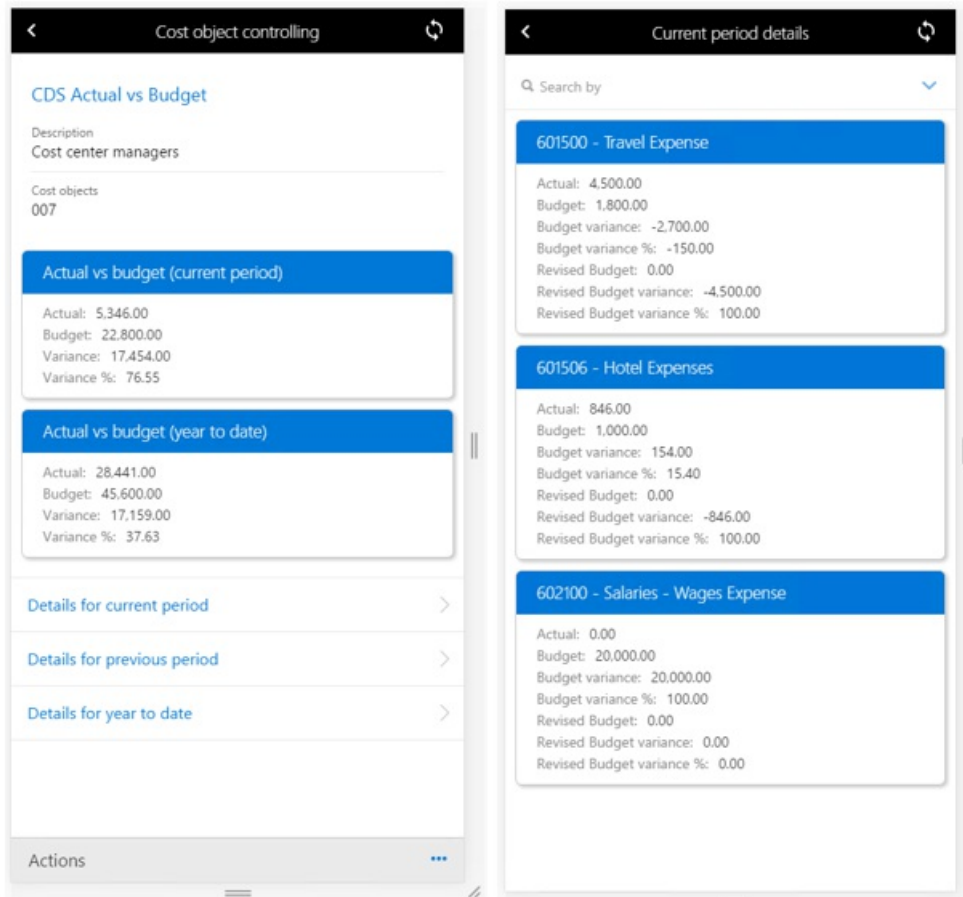 Cost object controlling
CDS Actual vs Budget
Description
Cost center managers
Cost objects
007
Actual vs budget (current period)
Actual: 5,346.00
Budget: 22,800.00
Variance: 17,454.00
Variance %: 76.55
Actual vs budget (year to date)
Actual: 28,441.00
Budget: 45,600.00
Variance: 17,159.00
Variance %: 37.63
Details for current period
Details for previous period
Details for year to date
Actions
Current period details
Search by
601500 - Travel Expense
Actual: 4,500.00
Budget: 1,800.00
Budget variance: -2,700.00
Budget variance %: -150.00
Revised Budget: 0.00
Revised Budget variance: -4,500.00
Revised Budget variance %: 100.00
601506 - Hotel Expenses
Actual: 846.00
Budget: 1,000.00
Budget variance: 154.00
Budget variance %: 15.40
Revised Budget: 0.00
Revised Budget variance: -846.00
Revised Budget variance %: 100.00
602100 - Salaries - Wages Expense
Actual: 0.00
Budget: 20,000.00
Budget variance: 20,000.00
Budget variance %: 100.00
Revised Budget: 0.00
Revised Budget variance: 0.00
Revised Budget variance %: 0.00